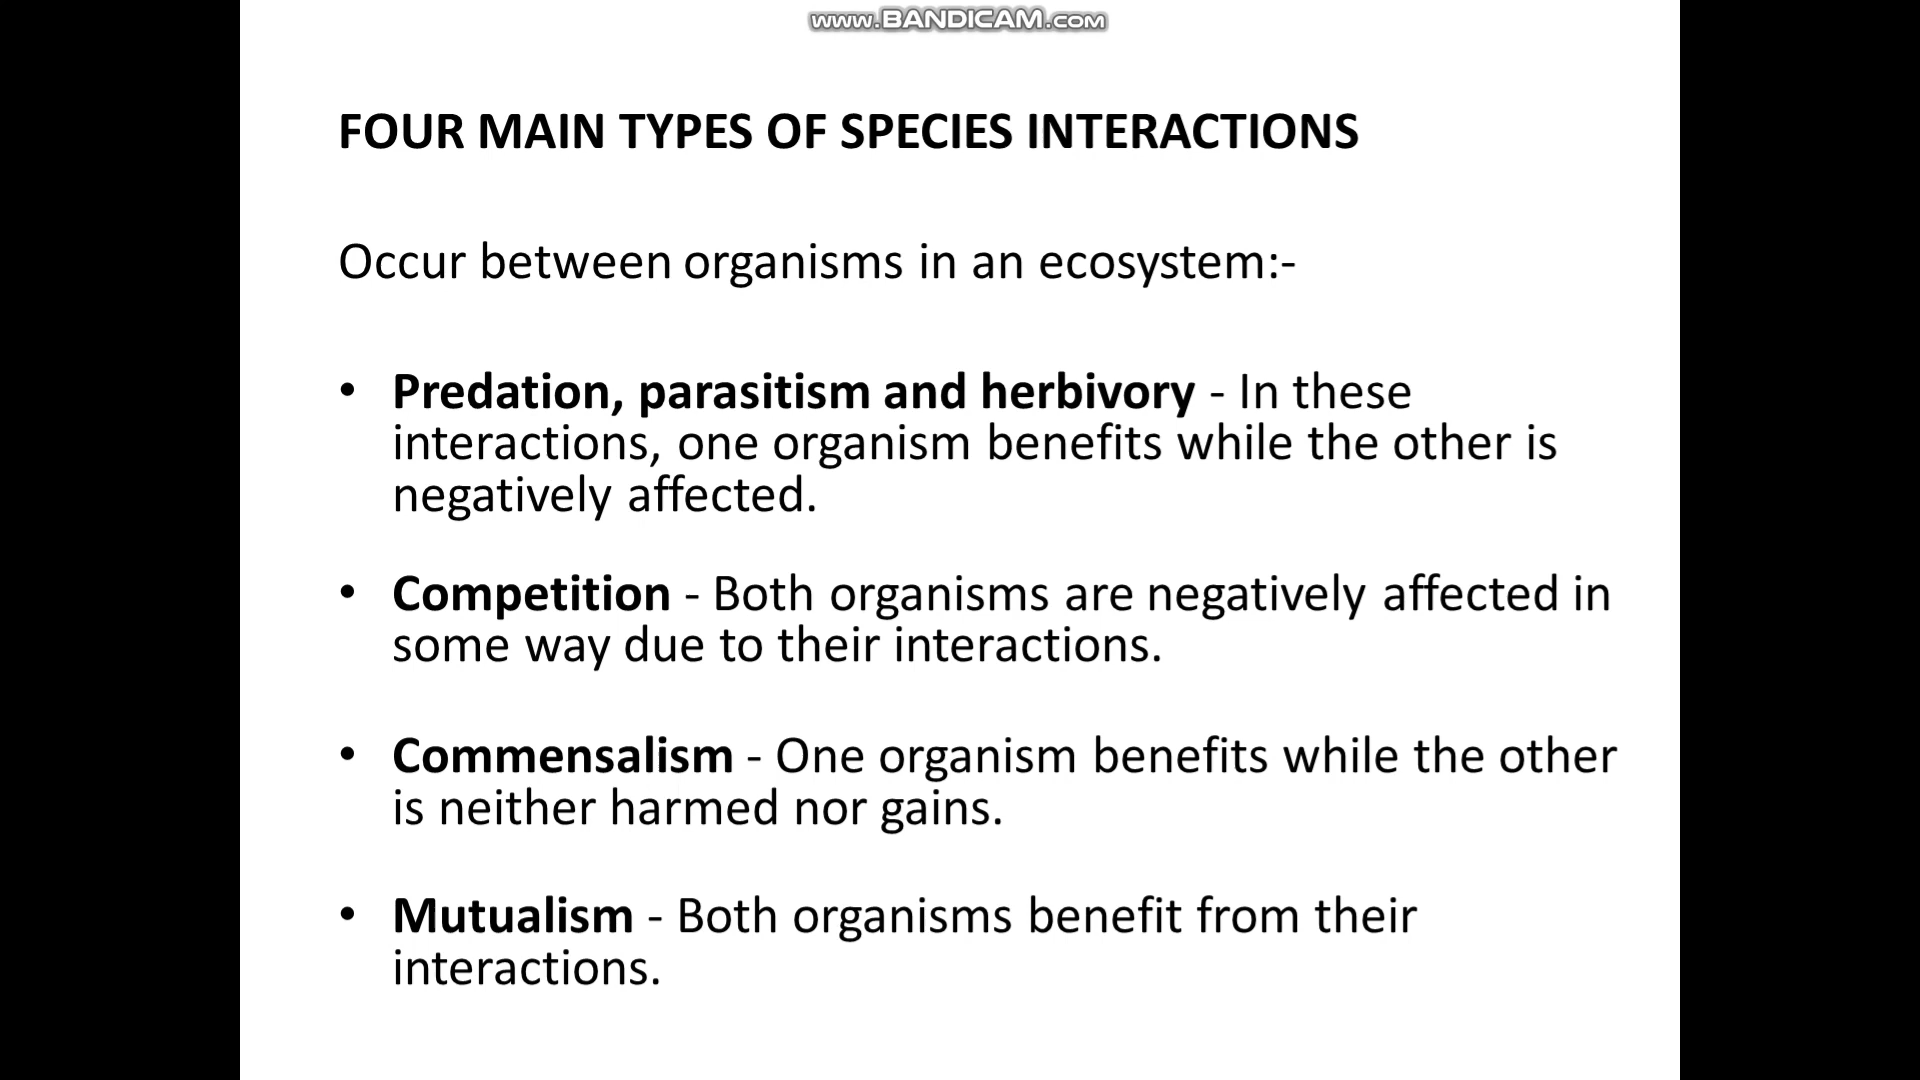 www.BANDICAM.com
FOUR MAIN TYPES OF SPECIES INTERACTIONS
Occur between organisms in an ecosystem:-
• Predation, parasitism and herbivory - In these
interactions, one organism benefits while the other is
negatively affected.
• Competition - Both organisms are negatively affected in
some way due to their interactions.
• Commensalism - One organism benefits while the other
is neither harmed nor gains.
• Mutualism - Both organisms benefit from their
interactions.